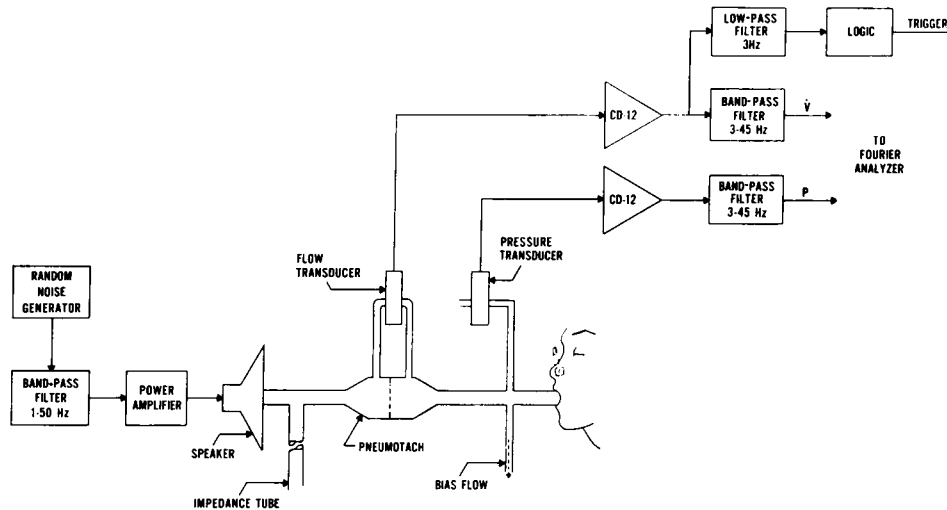 LOW-PASS
FILTER
3Hz
LOGIC
TRIGGER
CD-12
BAND-PASS
FILTER
3-45 Hz
V̇
TO
FOURIER
ANALYZER
CD-12
BAND-PASS
FILTER
3-45 Hz
P
FLOW
TRANSDUCER
PRESSURE
TRANSDUCER
RANDOM
NOISE
GENERATOR
BAND-PASS
FILTER
1-50 Hz
POWER
AMPLIFIER
SPEAKER
PNEUMOTACH
IMPEDANCE TUBE
BIAS FLOW